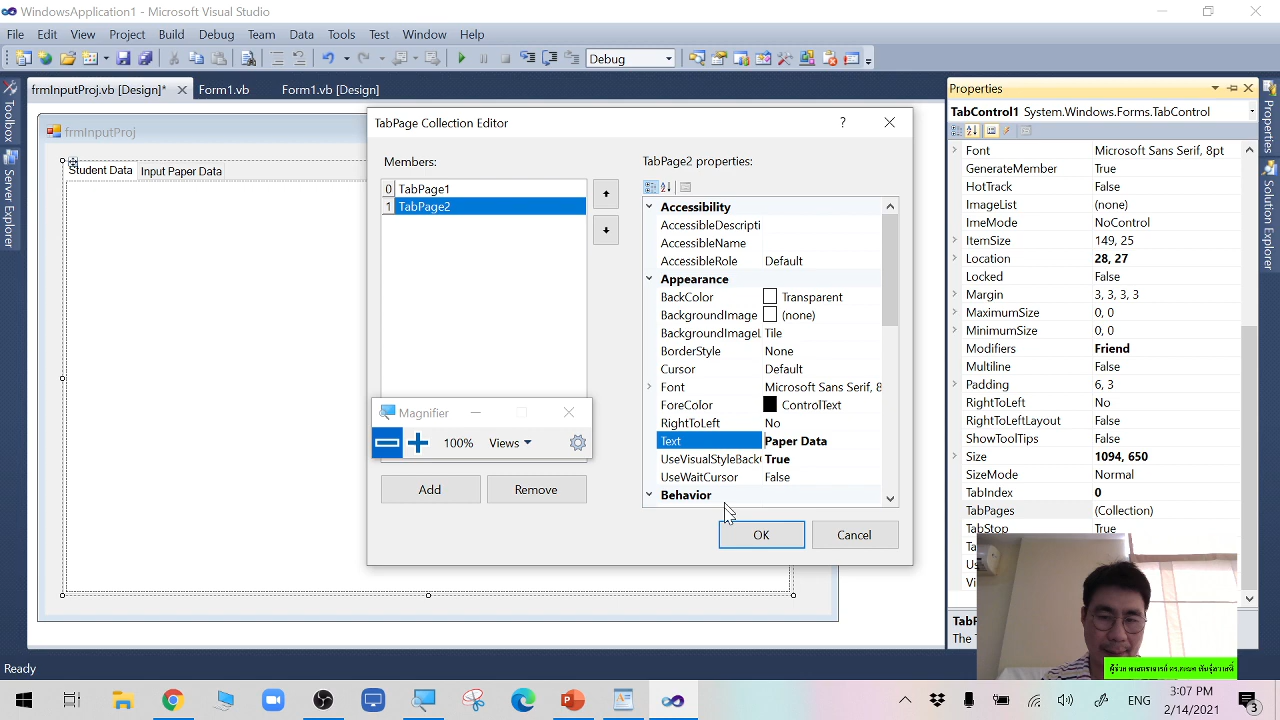 WindowsApplication1 - Microsoft Visual Studio
File Edit View Project Build Debug Team Data Tools Test Window Help
Debug
frmInputProj.vb [Design]* Form1.vb Form1.vb [Design]
Toolbox
Server Explorer
frmInputProj
Student Data Input Paper Data
TabPage Collection Editor
Members:
0 TabPage1
1 TabPage2
Magnifier
100% Views
Add Remove
TabPage2 properties:
Accessibility
AccessibleDescripti
AccessibleName
AccessibleRole Default
Appearance
BackColor Transparent
BackgroundImage (none)
BackgroundImageL Tile
BorderStyle None
Cursor Default
Font Microsoft Sans Serif, 8
ForeColor ControlText
RightToLeft No
Text Paper Data
UseVisualStyleBack True
UseWaitCursor False
Behavior
OK Cancel
Properties
TabControl1 System.Windows.Forms.TabControl
Font Microsoft Sans Serif, 8pt
GenerateMember True
HotTrack False
ImageList (none)
ImeMode NoControl
ItemSize 149, 25
Location 28, 27
Locked False
Margin 3, 3, 3, 3
MaximumSize 0, 0
MinimumSize 0, 0
Modifiers Friend
Multiline False
Padding 6, 3
RightToLeft No
RightToLeftLayout False
ShowToolTips False
Size 1094, 650
SizeMode Normal
TabIndex 0
TabPages (Collection)
TabStop True
Ta
Us
Vi
TabP
The T
Properties
Solution Explorer
Ready
ENG
3:07 PM
2/14/2021
3